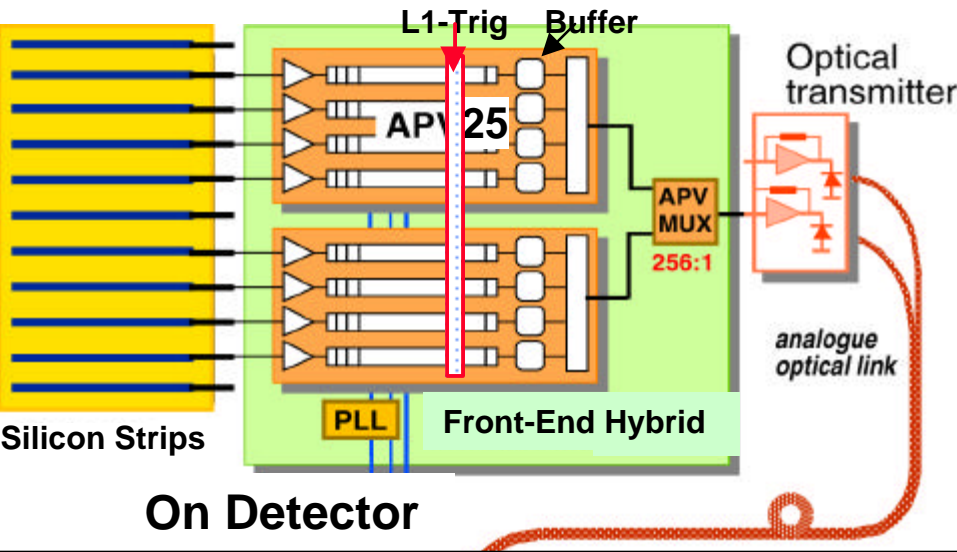 L1-Trig Buffer
Optical
transmitter
APV25
APV
MUX
256:1
analogue
optical link
PLL
Front-End Hybrid
Silicon Strips
On Detector